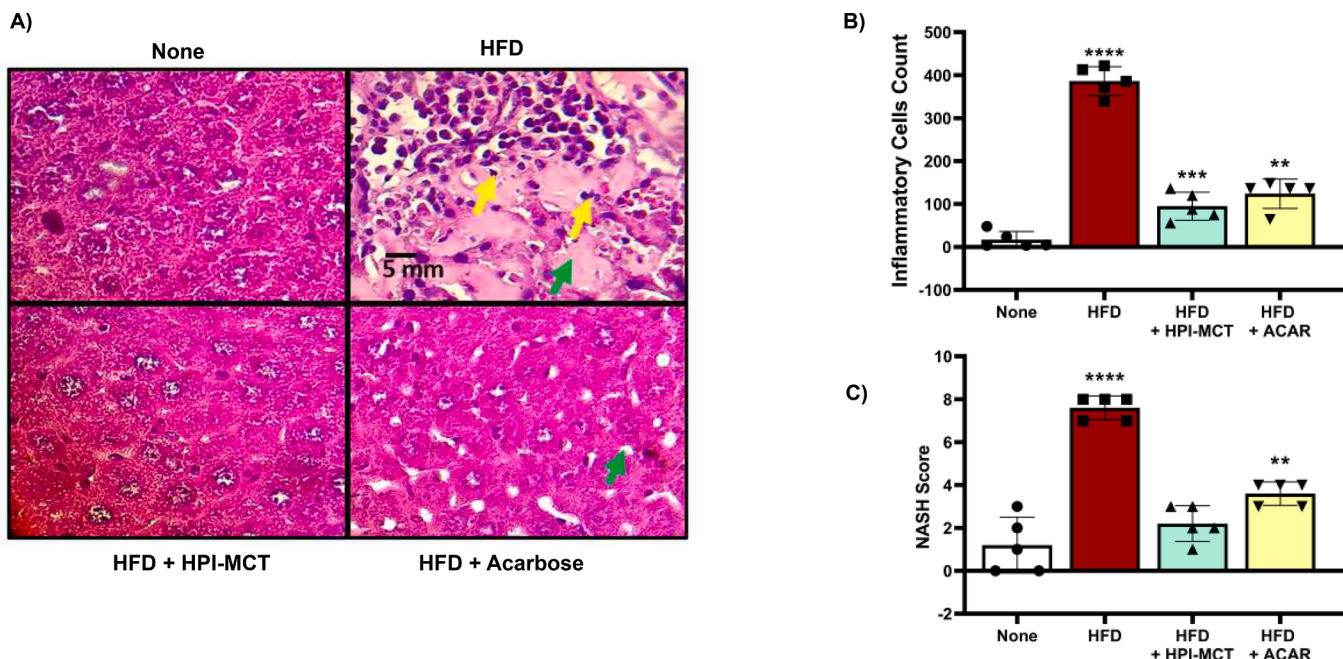 A)
None
HFD
5 mm
HFD + HPI-MCT
HFD + Acarbose
B)
Inflammatory Cells Count
500
400
300
200
100
0
-100
****
***
**
None
HFD
HFD
+ HPI-MCT
HFD
+ ACAR
C)
NASH Score
10
8
6
4
2
0
-2
****
**
None
HFD
HFD
+ HPI-MCT
HFD
+ ACAR